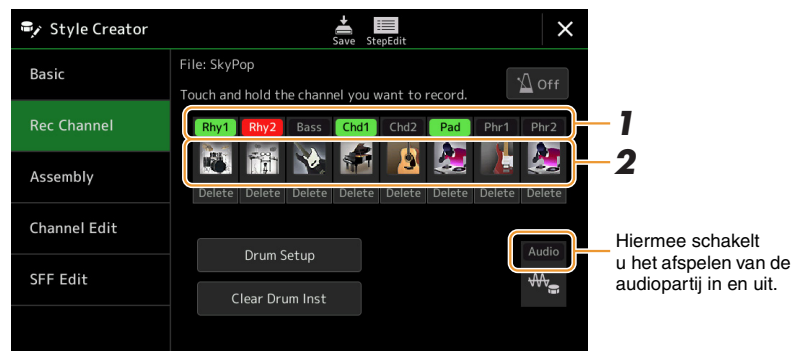 Style Creator
Save StepEdit
Basic
Rec Channel
Assembly
Channel Edit
SFF Edit
File: SkyPop
Touch and hold the channel you want to record.
Off
Rhy1 Rhy2 Bass Chd1 Chd2 Pad Phr1 Phr2
1
2
Delete Delete Delete Delete Delete Delete Delete Delete
Drum Setup
Clear Drum Inst
Audio
Hiermee schakelt
u het afspelen van de
audiopartij in en uit.